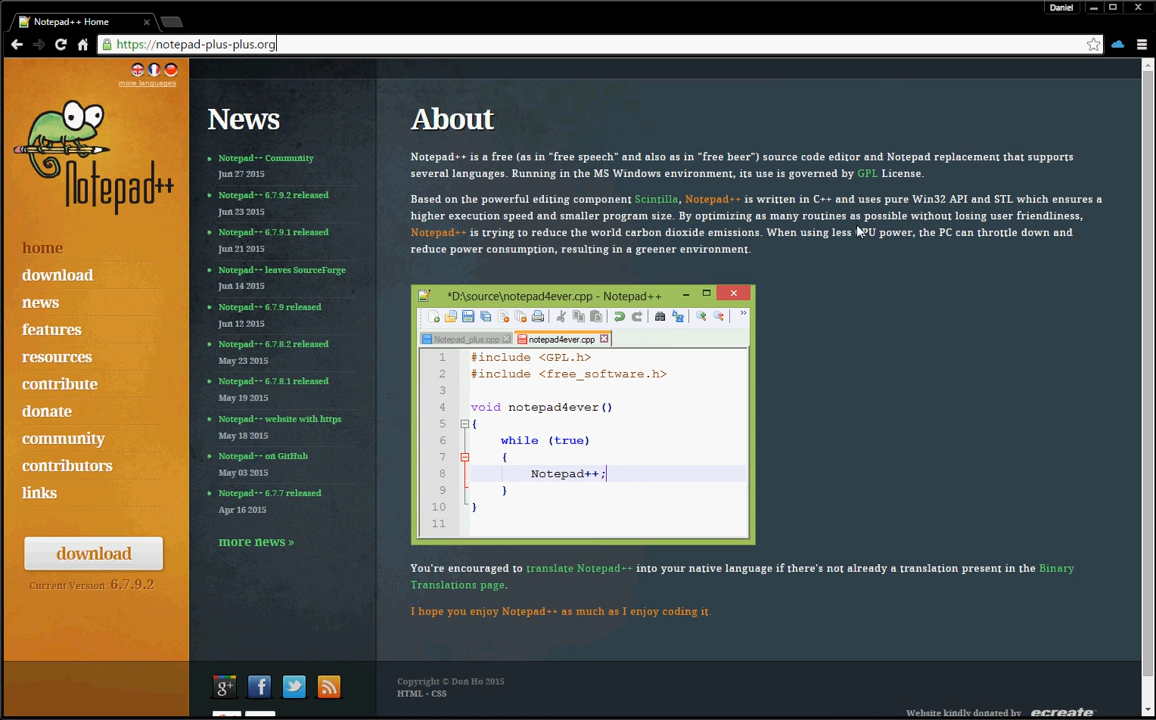 Daniel
Notepad++ Home
https://notepad-plus-plus.org
more languages
Notepad++
home
download
news
features
resources
contribute
donate
community
contributors
links
download
Current Version: 6.7.9.2
News
Notepad++ Community
Jun 27 2015
Notepad++ 6.7.9.2 released
Jun 23 2015
Notepad++ 6.7.9.1 released
Jun 21 2015
Notepad++ leaves SourceForge
Jun 14 2015
Notepad++ 6.7.9 released
Jun 12 2015
Notepad++ 6.7.8.2 released
May 23 2015
Notepad++ 6.7.8.1 released
May 19 2015
Notepad++ website with https
May 18 2015
Notepad++ on GitHub
May 03 2015
Notepad++ 6.7.7 released
Apr 16 2015
more news »
About
Notepad++ is a free (as in "free speech" and also as in "free beer") source code editor and Notepad replacement that supports
several languages. Running in the MS Windows environment, its use is governed by GPL License.
Based on the powerful editing component Scintilla, Notepad++ is written in C++ and uses pure Win32 API and STL which ensures a
higher execution speed and smaller program size. By optimizing as many routines as possible without losing user friendliness,
Notepad++ is trying to reduce the world carbon dioxide emissions. When using less CPU power, the PC can throttle down and
reduce power consumption, resulting in a greener environment.
*D:\source\notepad4ever.cpp - Notepad++
Notepad_plus.cpp notepad4ever.cpp
1 #include <GPL.h>
2 #include <free_software.h>
3
4 void notepad4ever()
5 {
6 while (true)
7 {
8 Notepad++;
9 }
10 }
11
You're encouraged to translate Notepad++ into your native language if there's not already a translation present in the Binary
Translations page.
I hope you enjoy Notepad++ as much as I enjoy coding it.
g+ f
Copyright © Don Ho 2015
HTML - CSS
Website kindly donated by ecreate